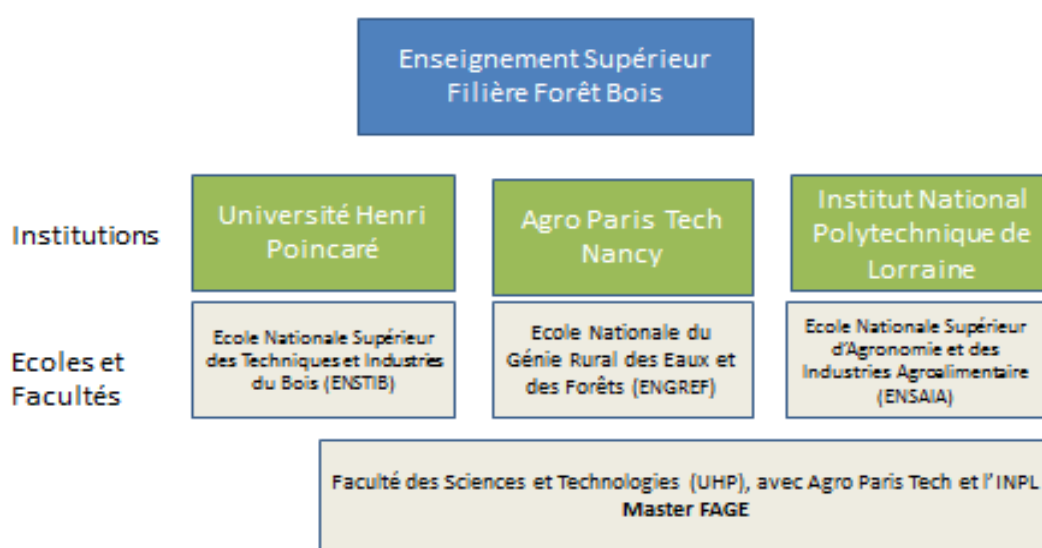 Enseignement Supérieur
Filière Forêt Bois
Institutions
Université Henri
Poincaré
Agro Paris Tech
Nancy
Institut National
Polytechnique de
Lorraine
Ecoles et
Facultés
Ecole Nationale Supérieur
des Techniques et Industries
du Bois (ENSTIB)
Ecole Nationale du
Génie Rural des Eaux et
des Forêts (ENGREF)
Ecole Nationale Supérieur
d'Agronomie et des
Industries Agroalimentaire
(ENSAIA)
Faculté des Sciences et Technologies (UHP), avec Agro Paris Tech et l'INPL
Master FAGE